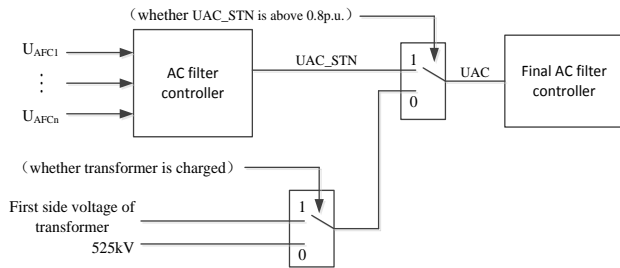 （whether UAC_STN is above 0.8p.u.）
UAFC1
⋮
UAFCn
AC filter
controller
UAC_STN
1
0
UAC
Final AC filter
controller
（whether transformer is charged）
First side voltage of
transformer
525kV
1
0